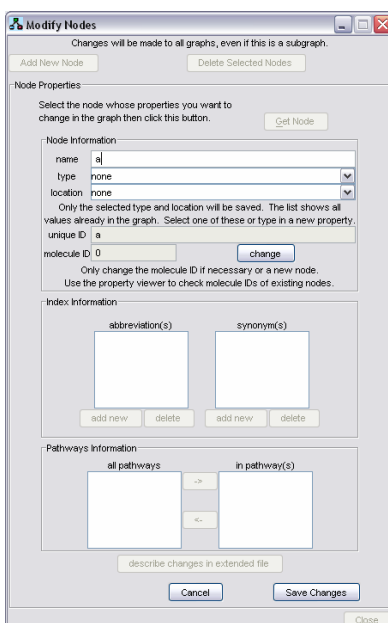 Modify Nodes
Changes will be made to all graphs, even if this is a subgraph.
Add New Node Delete Selected Nodes
Node Properties
Select the node whose properties you want to
change in the graph then click this button.
Get Node
Node Information
name a
type none
location none
Only the selected type and location will be saved. The list shows all
values already in the graph. Select one of these or type in a new property.
unique ID a
molecule ID 0 change
Only change the molecule ID if necessary or a new node.
Use the property viewer to check molecule IDs of existing nodes.
Index Information
abbreviation(s) synonym(s)
add new delete add new delete
Pathways Information
all pathways in pathway(s)
->
<-
describe changes in extended file
Cancel Save Changes
Close